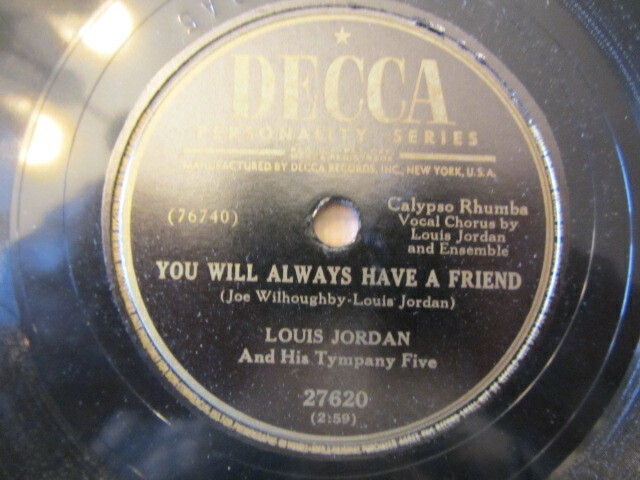 DECCA
PERSONALITY SERIES
MANUFACTURED BY DECCA RECORDS, INC., NEW YORK, U.S.A.
(76740)
Calypso Rhumba
Vocal Chorus by
Louis Jordan
and Ensemble
YOU WILL ALWAYS HAVE A FRIEND
(Joe Wilhoughby-Louis Jordan)
LOUIS JORDAN
And His Tympany Five
27620
(2:59)